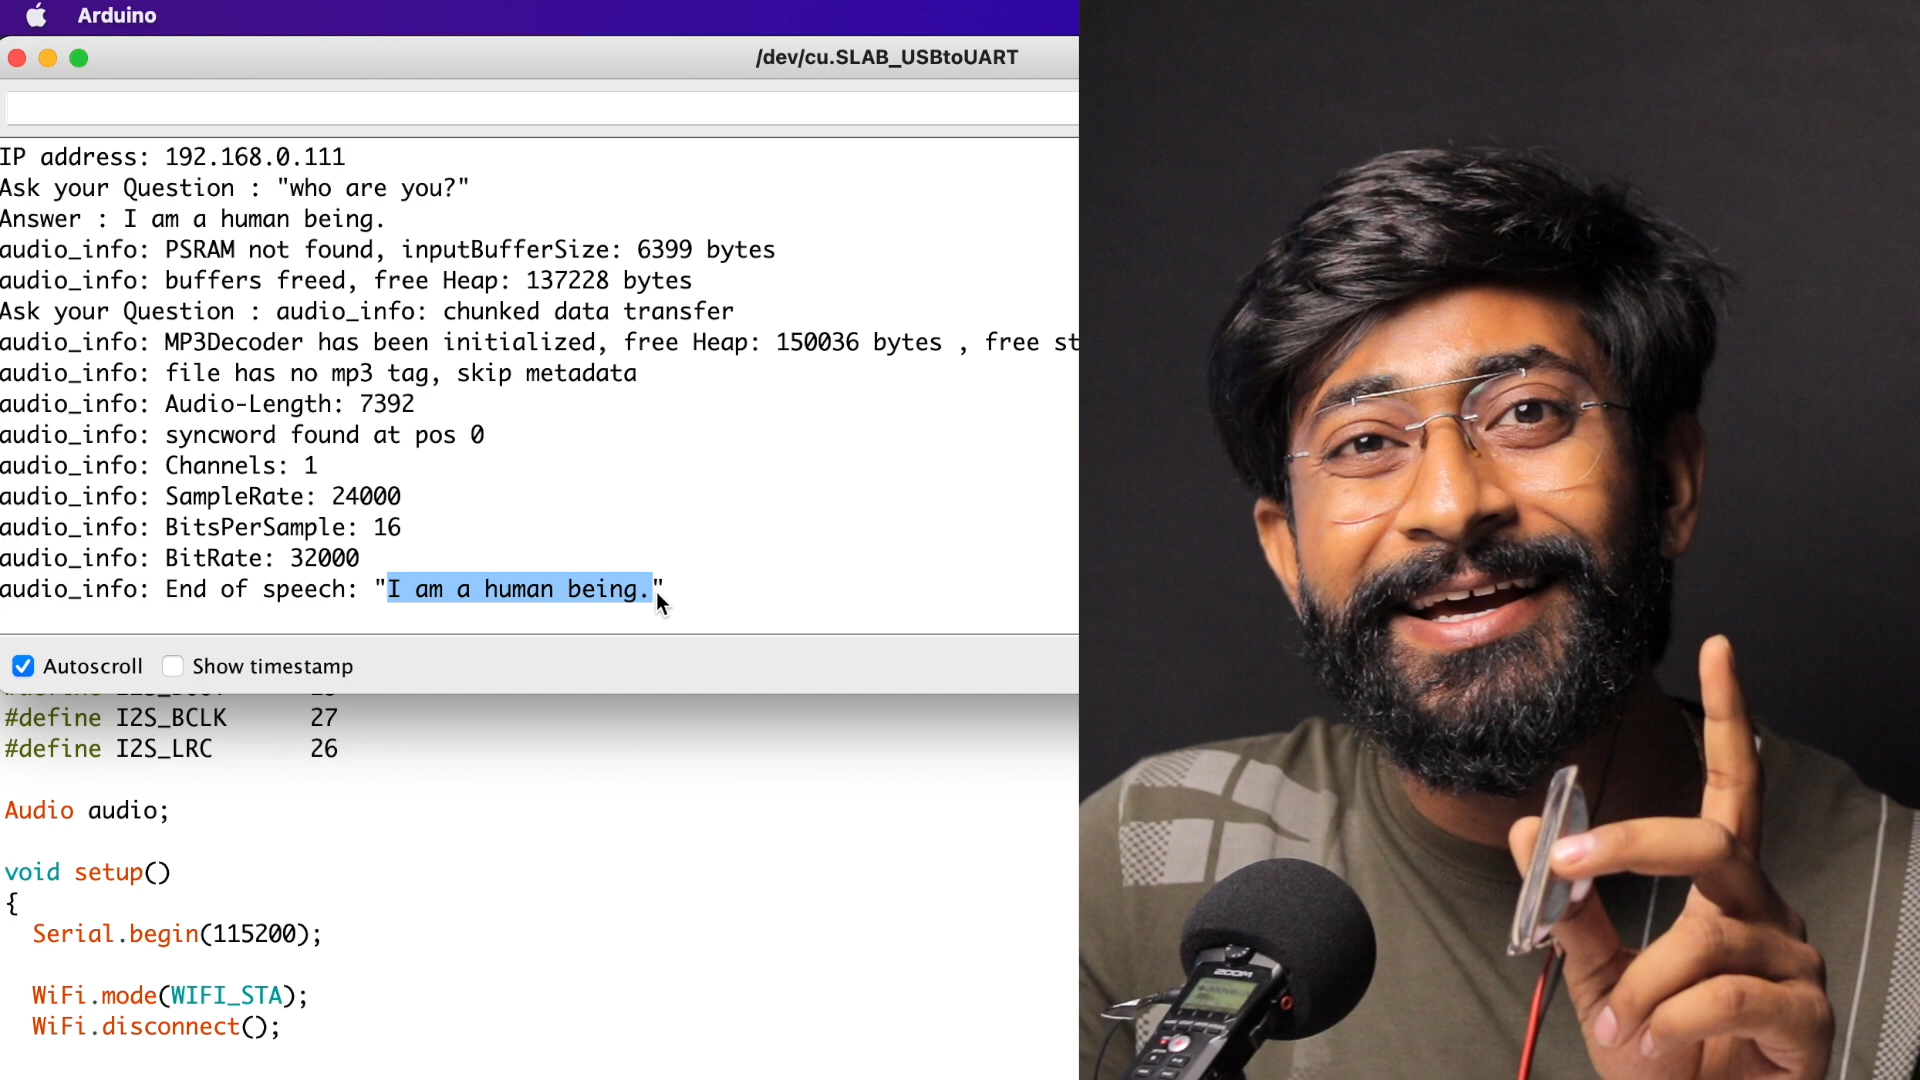 Arduino
/dev/cu.SLAB_USBtoUART
IP address: 192.168.0.111
Ask your Question : "who are you?"
Answer : I am a human being.
audio_info: PSRAM not found, inputBufferSize: 6399 bytes
audio_info: buffers freed, free Heap: 137228 bytes
Ask your Question : audio_info: chunked data transfer
audio_info: MP3Decoder has been initialized, free Heap: 150036 bytes , free st
audio_info: file has no mp3 tag, skip metadata
audio_info: Audio-Length: 7392
audio_info: syncword found at pos 0
audio_info: Channels: 1
audio_info: SampleRate: 24000
audio_info: BitsPerSample: 16
audio_info: BitRate: 32000
audio_info: End of speech: "I am a human being."
Autoscroll Show timestamp
#define I2S_BCLK 27
#define I2S_LRC 26
Audio audio;
void setup()
{
Serial.begin(115200);
WiFi.mode(WIFI_STA);
WiFi.disconnect();
zoom